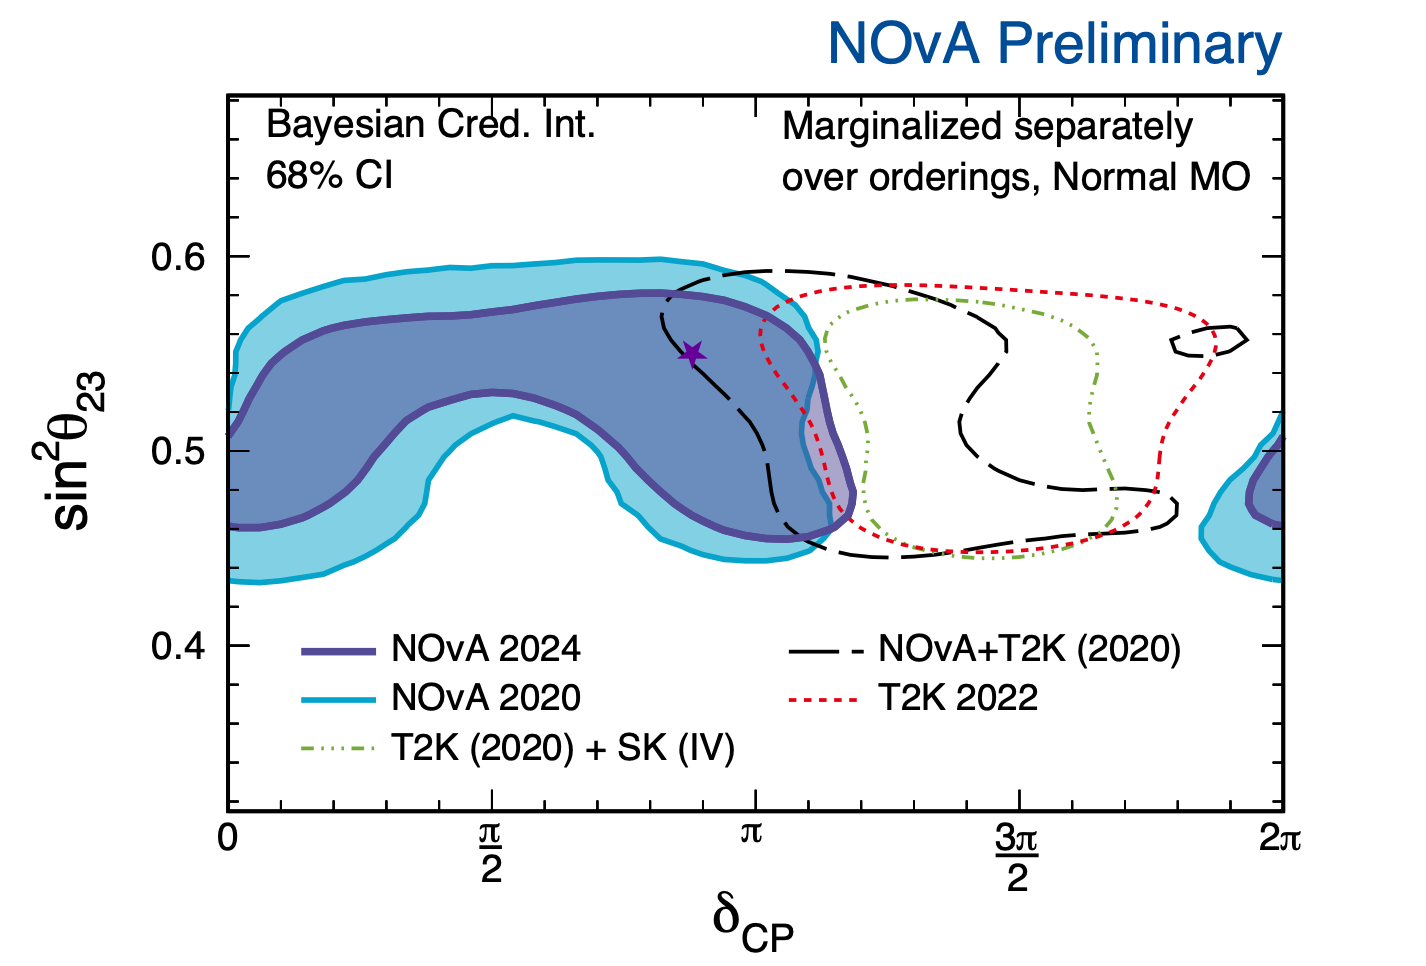 NOvA Preliminary
Bayesian Cred. Int.
68% CI
Marginalized separately
over orderings, Normal MO
0.6
0.5
0.4
sin²θ₂₃
NOvA 2024
NOvA 2020
T2K (2020) + SK (IV)
NOvA+T2K (2020)
T2K 2022
0
π/2
π
3π/2
2π
δ_CP